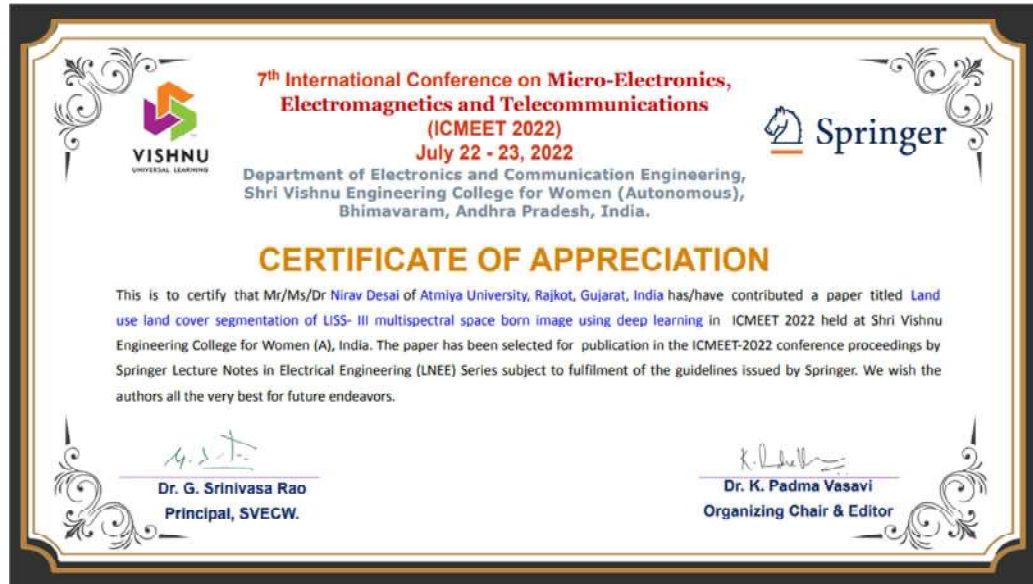 7th International Conference on Micro-Electronics,
Electromagnetics and Telecommunications
(ICMEET 2022)
July 22 - 23, 2022
VISHNU
UNIVERSAL LEARNING
Springer
Department of Electronics and Communication Engineering,
Shri Vishnu Engineering College for Women (Autonomous),
Bhimavaram, Andhra Pradesh, India.
CERTIFICATE OF APPRECIATION
This is to certify that Mr/Ms/Dr Nirav Desai of Atmiya University, Rajkot, Gujarat, India has/have contributed a paper titled Land
use land cover segmentation of LISS- III multispectral space born image using deep learning in ICMEET 2022 held at Shri Vishnu
Engineering College for Women (A), India. The paper has been selected for publication in the ICMEET-2022 conference proceedings by
Springer Lecture Notes in Electrical Engineering (LNEE) Series subject to fulfilment of the guidelines issued by Springer. We wish the
authors all the very best for future endeavors.
Dr. G. Srinivasa Rao
Principal, SVECW.
Dr. K. Padma Vasavi
Organizing Chair & Editor